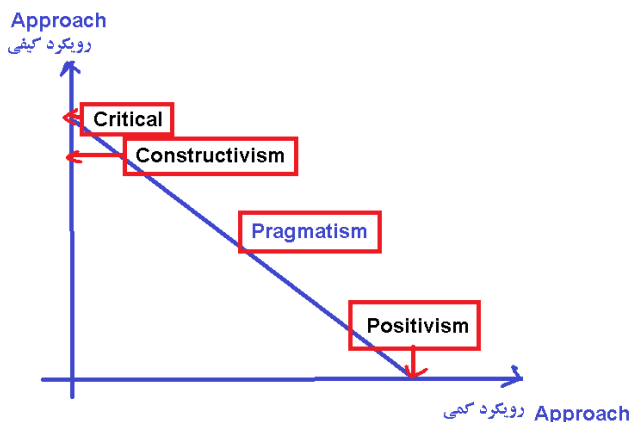 Approach
رویکرد کیفی
Critical
Constructivism
Pragmatism
Positivism
رویکرد کمی Approach